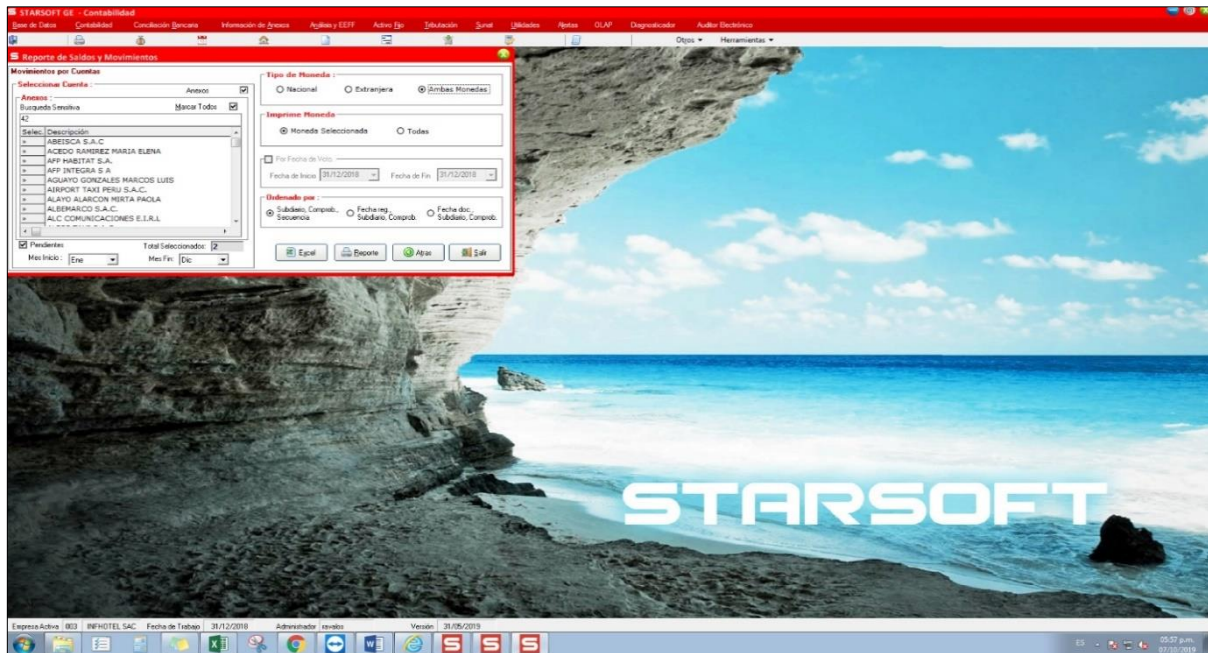 STARSOFT GE - Contabilidad
Base de Datos Contabilidad Conciliación Bancaria Información de Anexos Análisis y EEFF Activo Fijo Tributación Sunat Utilidades Alertas OLAP Diagnosticador Auditor Electrónico
Otros Herramientas
Reporte de Saldos y Movimientos
Movimientos por Cuentas
Seleccionar Cuenta :
Anexos
Anexos :
Busqueda Sensitiva Marcar Todos
42
Selec. Descripción
ABEISCA S.A.C
ACEDO RAMIREZ MARIA ELENA
AFP HABITAT S.A.
AFP INTEGRA S A
AGUAYO GONZALES MARCOS LUIS
AIRPORT TAXI PERU S.A.C.
ALAYO ALARCON MIRTA PAOLA
ALBEMARCO S.A.C.
ALC COMUNICACIONES E.I.R.L
Pendientes Total Seleccionados: 2
Mes Inicio : Ene Mes Fin: Dic
Tipo de Moneda :
Nacional Extranjera Ambas Monedas
Imprime Moneda
Moneda Seleccionada Todas
Por Fecha de Vcto.
Fecha de Inicio 31/12/2018 Fecha de Fin 31/12/2018
Ordenado por :
Subdiario, Comprob., Secuencia
Fecha reg., Subdiario, Comprob.
Fecha doc., Subdiario, Comprob.
Excel Reporte Atras Salir
STARSOFT
Empresa Activa 003 INFHOTEL SAC Fecha de Trabajo 31/12/2018 Administrador ravalos Versión 31/05/2019
ES 05:57 p.m.
07/10/2019